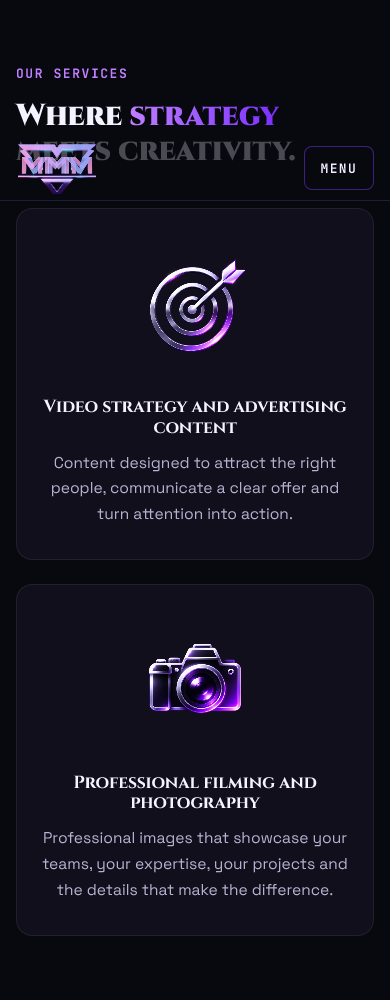 OUR SERVICES
Where strategy
meets creativity.
MMM
MENU
Video strategy and advertising
content
Content designed to attract the right
people, communicate a clear offer and
turn attention into action.
Professional filming and
photography
Professional images that showcase your
teams, your expertise, your projects and
the details that make the difference.